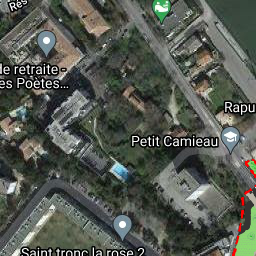 Rés
de retraite -
es Poètes...
Rapu
Petit Camieau
Saint tronc la rose 2